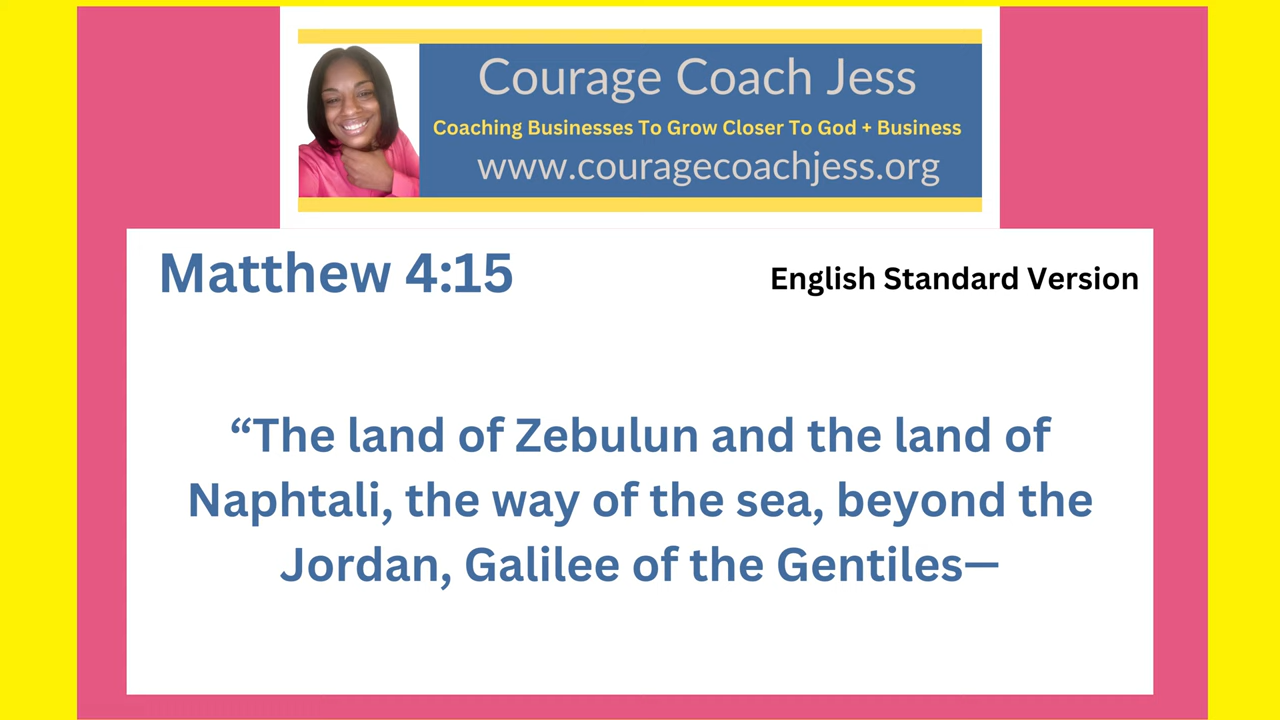 Courage Coach Jess
Coaching Businesses To Grow Closer To God + Business
www.couragecoachjess.org
Matthew 4:15
English Standard Version
“The land of Zebulun and the land of
Naphtali, the way of the sea, beyond the
Jordan, Galilee of the Gentiles—